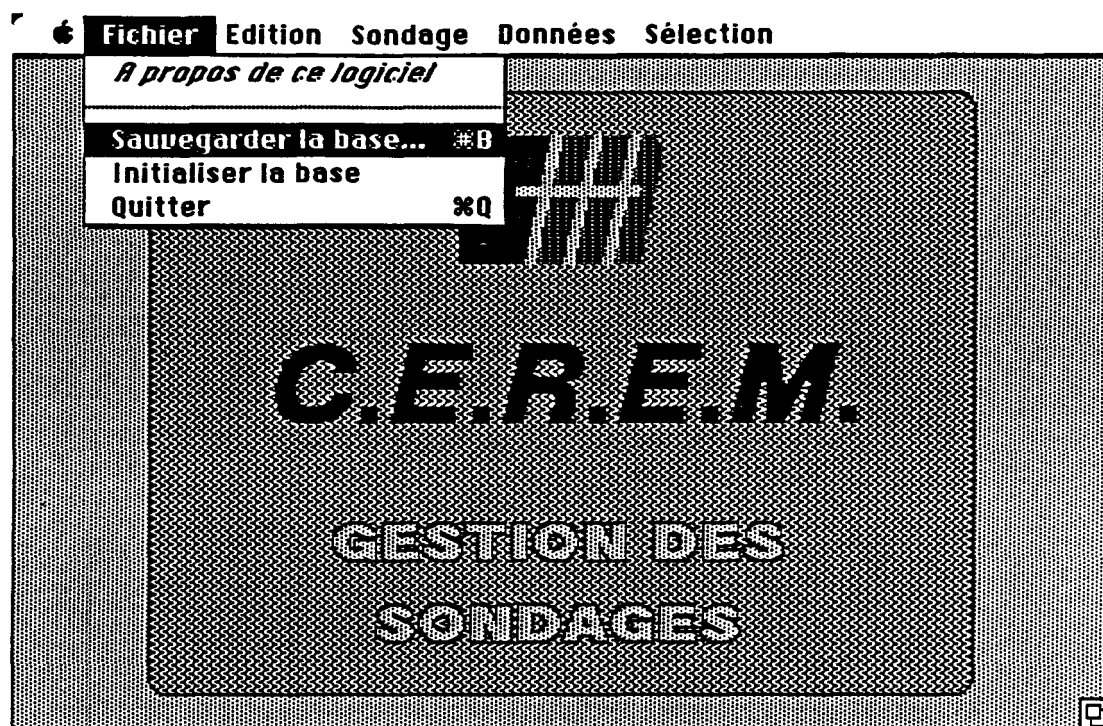 Fichier Edition Sondage Données Sélection
A propos de ce logiciel
Sauvegarder la base... ⌘B
Initialiser la base
Quitter ⌘Q
C.E.R.E.M.
GESTION DES
SONDAGES